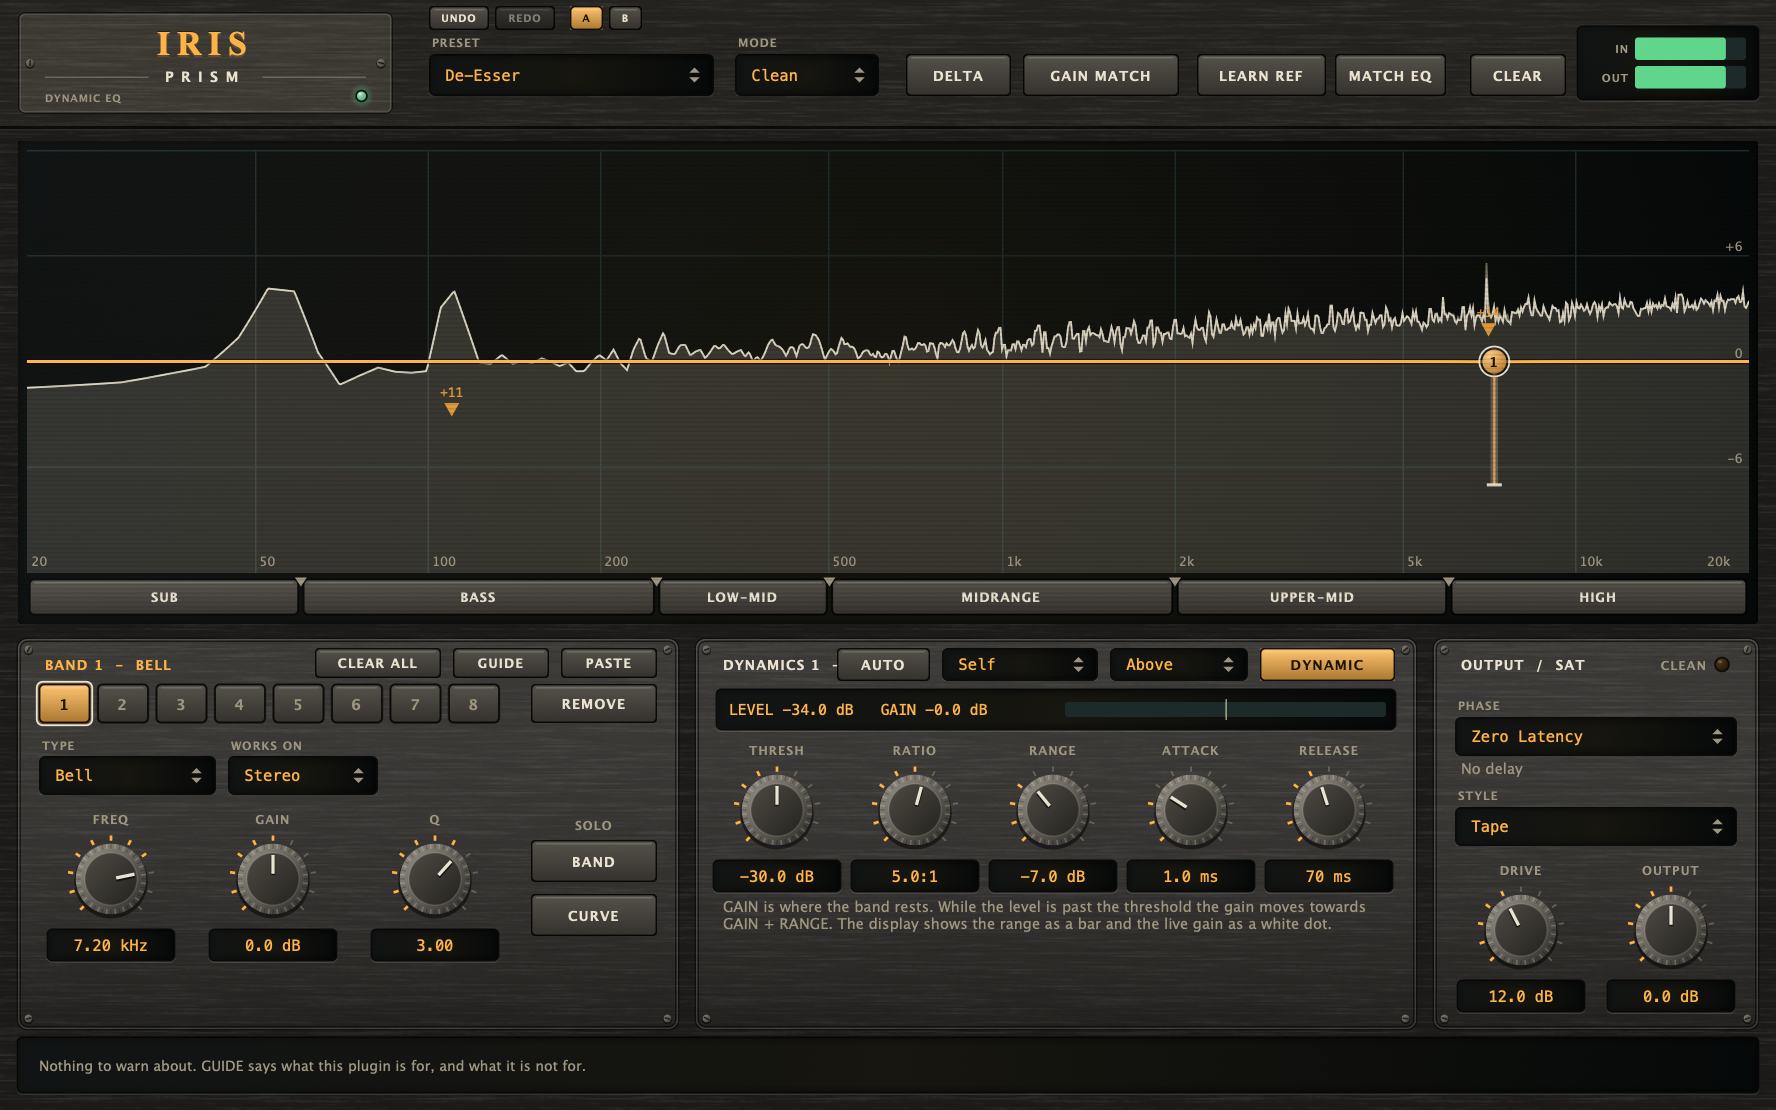 UNDO REDO A B
IRIS
PRISM
DYNAMIC EQ
PRESET MODE
De-Esser Clean DELTA GAIN MATCH LEARN REF MATCH EQ CLEAR
IN
OUT
+6
0
+11
-6
1
20 50 100 200 500 1k 2k 5k 10k 20k
SUB BASS LOW-MID MIDRANGE UPPER-MID HIGH
BAND 1 - BELL CLEAR ALL GUIDE PASTE
1 2 3 4 5 6 7 8 REMOVE
TYPE WORKS ON
Bell Stereo
FREQ GAIN Q SOLO
BAND
CURVE
7.20 kHz 0.0 dB 3.00
DYNAMICS 1 - AUTO Self Above DYNAMIC
LEVEL -34.0 dB GAIN -0.0 dB
THRESH RATIO RANGE ATTACK RELEASE
-30.0 dB 5.0:1 -7.0 dB 1.0 ms 70 ms
GAIN is where the band rests. While the level is past the threshold the gain moves towards
GAIN + RANGE. The display shows the range as a bar and the live gain as a white dot.
OUTPUT / SAT CLEAN
PHASE
Zero Latency
No delay
STYLE
Tape
DRIVE OUTPUT
12.0 dB 0.0 dB
Nothing to warn about. GUIDE says what this plugin is for, and what it is not for.